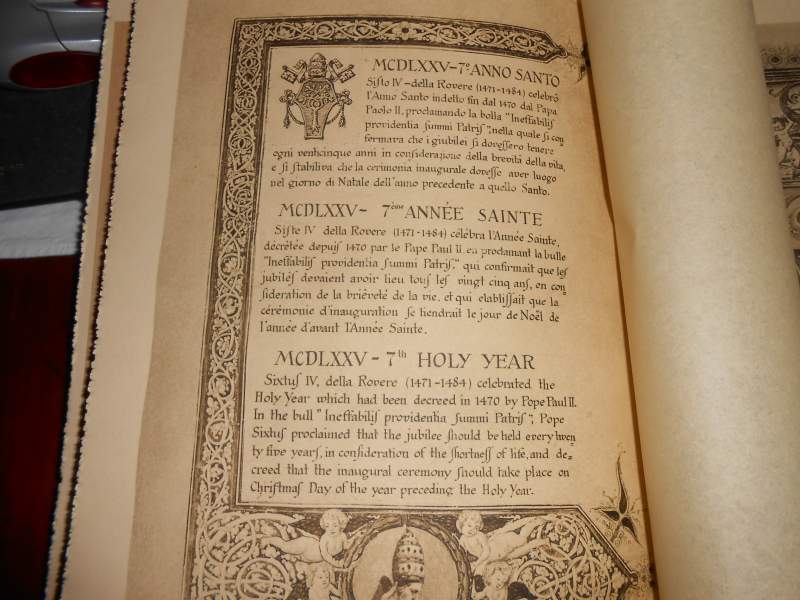 MCDLXXV-7º ANNO SANTO
Sisto IV-della Rovere (1471-1484) celebrò
l'Anno Santo indetto fin dal 1470 dal Papa
Paolo II, proclamando la bolla "Ineffabilis
providentia summi Patris", nella quale si con
fermava che i giubilei si dovessero tenere
ogni venticinque anni in considerazione della brevità della vita,
e si stabiliva che la cerimonia inaugurale dovesse aver luogo
nel giorno di Natale dell'anno precedente a quello Santo.
MCDLXXV- 7ème ANNÉE SAINTE
Siste IV della Rovere (1471-1484) célébra l'Année Sainte,
décrétée depuis 1470 par le Pape Paul II. en proclamant la bulle
"Ineffabilis providentia summi Patris," qui confirmait que les
jubilés devaient avoir lieu tous les vingt cinq ans, en con
sideration de la briêveté de la vie, et qui etablissait que la
cérémonie d'inauguration se tiendrait le jour de Noël de
l'année d'avant l'Année Sainte.
MCDLXXV-7th HOLY YEAR
Sixtus IV, della Rovere (1471-1484) celebrated the
Holy Year which had been decreed in 1470 by Pope Paul II.
In the bull "Ineffabilis providentia summi Patris", Pope
Sixtus proclaimed that the jubilee should be held every twen
ty five years, in consideration of the shortness of life, and de=
creed that the inaugural ceremony should take place on
Christmas Day of the year preceding the Holy Year.